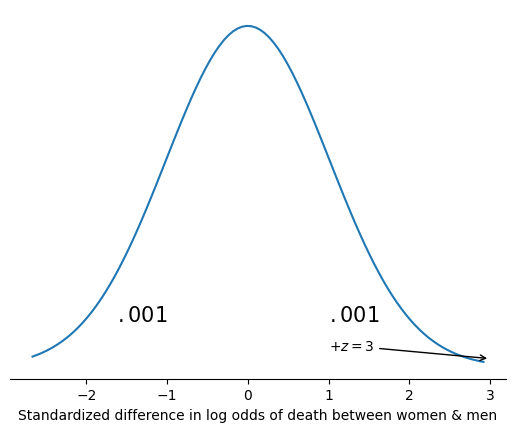 .001 .001
+z = 3
−2 −1 0 1 2 3
Standardized difference in log odds of death between women & men